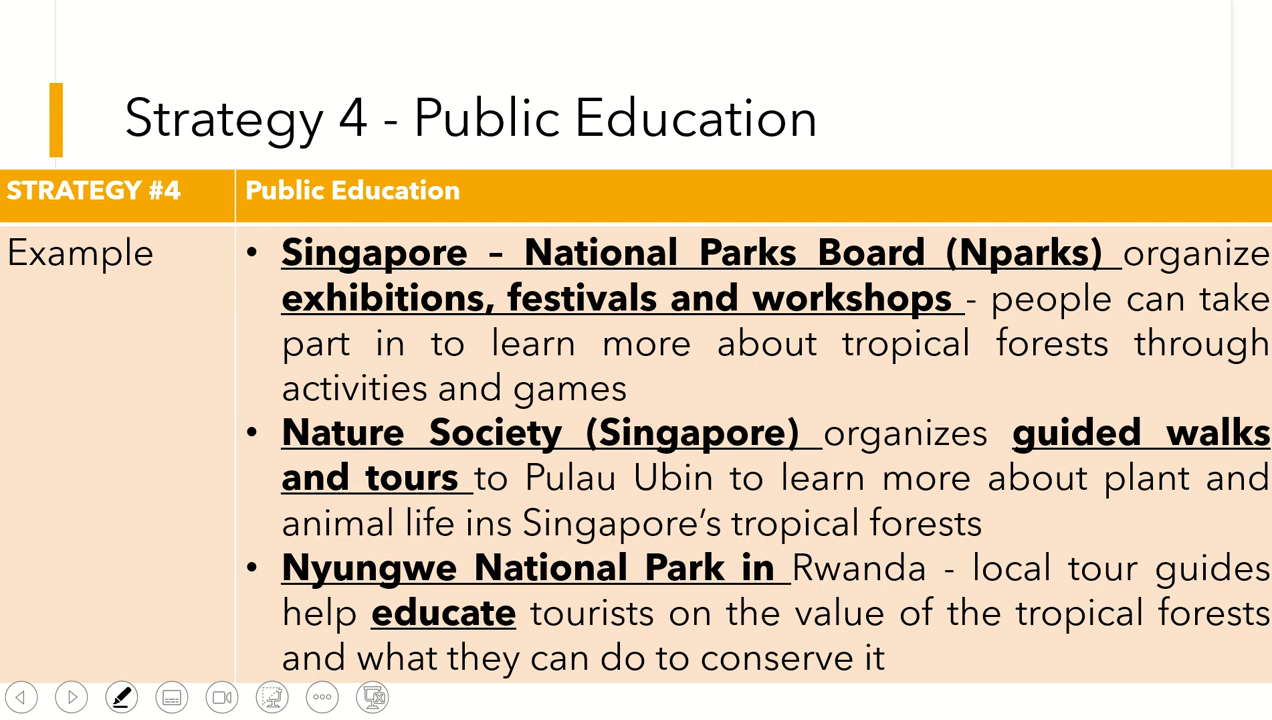 Strategy 4 - Public Education
STRATEGY #4
Public Education
Example
• Singapore – National Parks Board (Nparks) organize
exhibitions, festivals and workshops - people can take
part in to learn more about tropical forests through
activities and games
• Nature Society (Singapore) organizes guided walks
and tours to Pulau Ubin to learn more about plant and
animal life ins Singapore’s tropical forests
• Nyungwe National Park in Rwanda - local tour guides
help educate tourists on the value of the tropical forests
and what they can do to conserve it